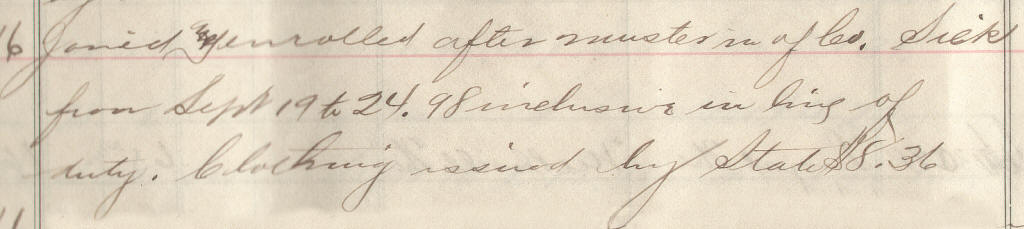 16 Joined & enrolled after muster in of Co. Sick
from Sept 19 to 24. 98 inclusive in line of
duty. Clothing issued by State $8.36